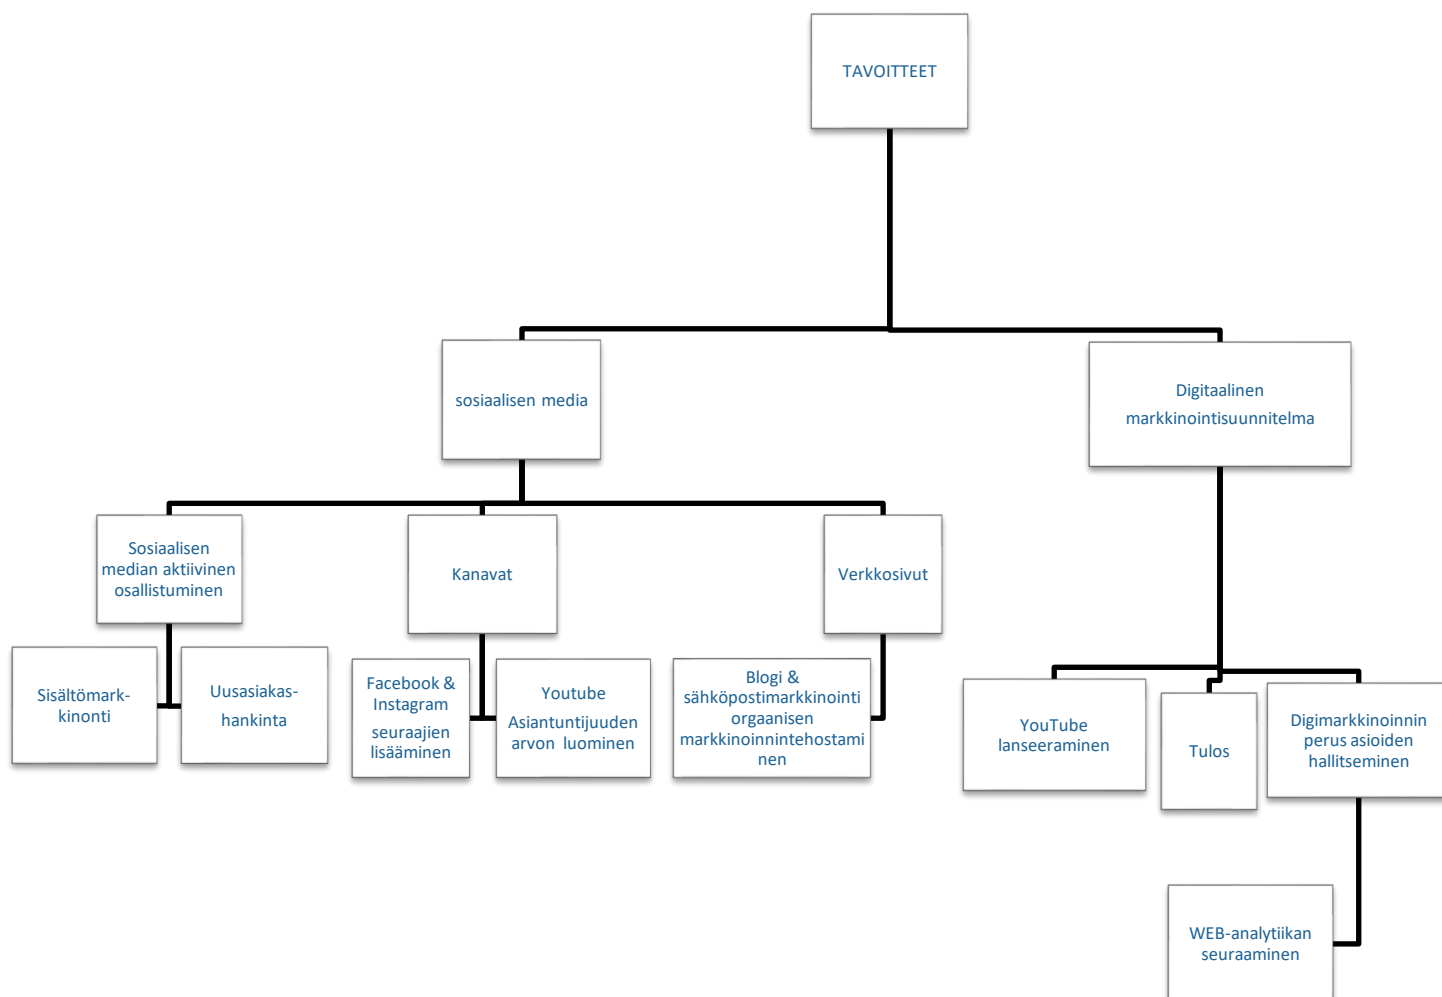 TAVOITTEET
sosiaalisen media
Digitaalinen
markkinointisuunnitelma
Sosiaalisen
median aktiivinen
osallistuminen
Kanavat
Verkkosivut
Sisältömark-
kinonti
Uusasiakas-
hankinta
Facebook &
Instagram
seuraajien
lisääminen
Youtube
Asiantuntijuuden
arvon luominen
Blogi &
sähköpostimarkkinointi
orgaanisen
markkinoinnintehostami
nen
YouTube
lanseeraminen
Tulos
Digimarkkinoinnin
perus asioiden
hallitseminen
WEB-analytiikan
seuraaminen